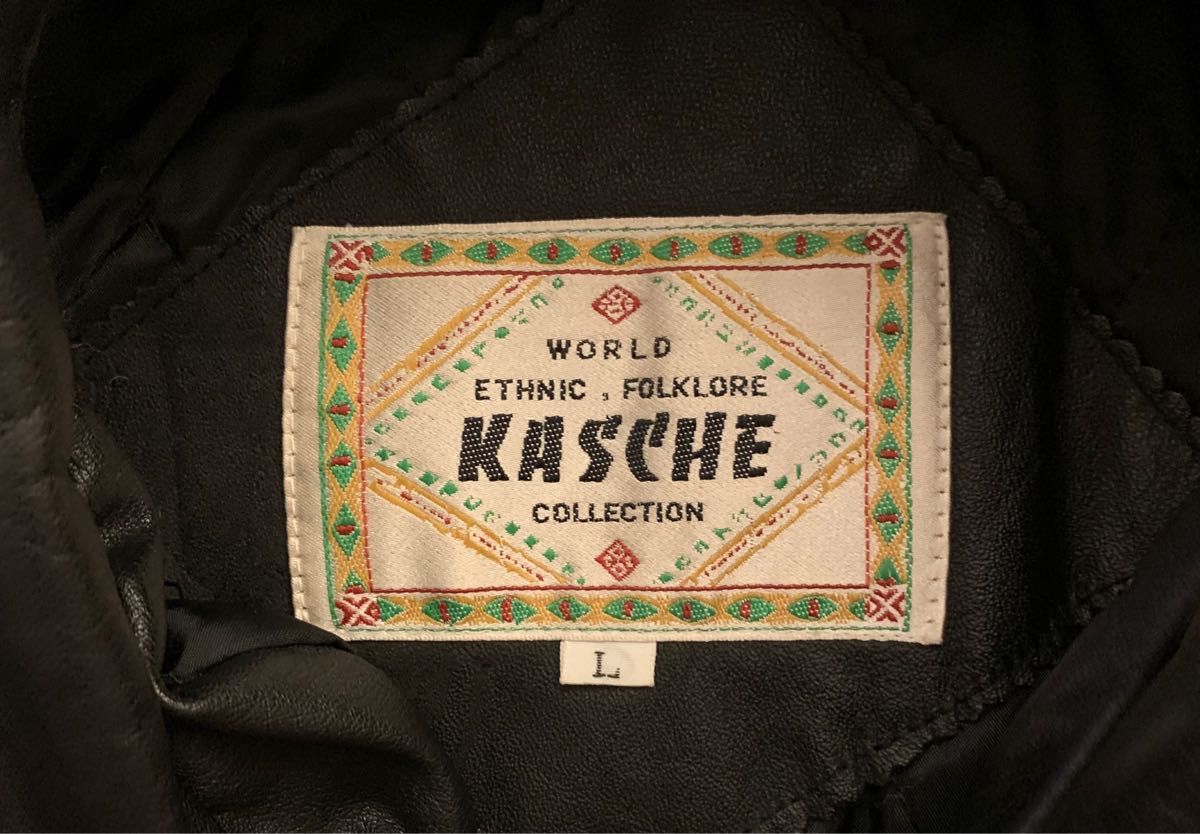 WORLD
ETHNIC , FOLKLORE
KASCHE
COLLECTION
L